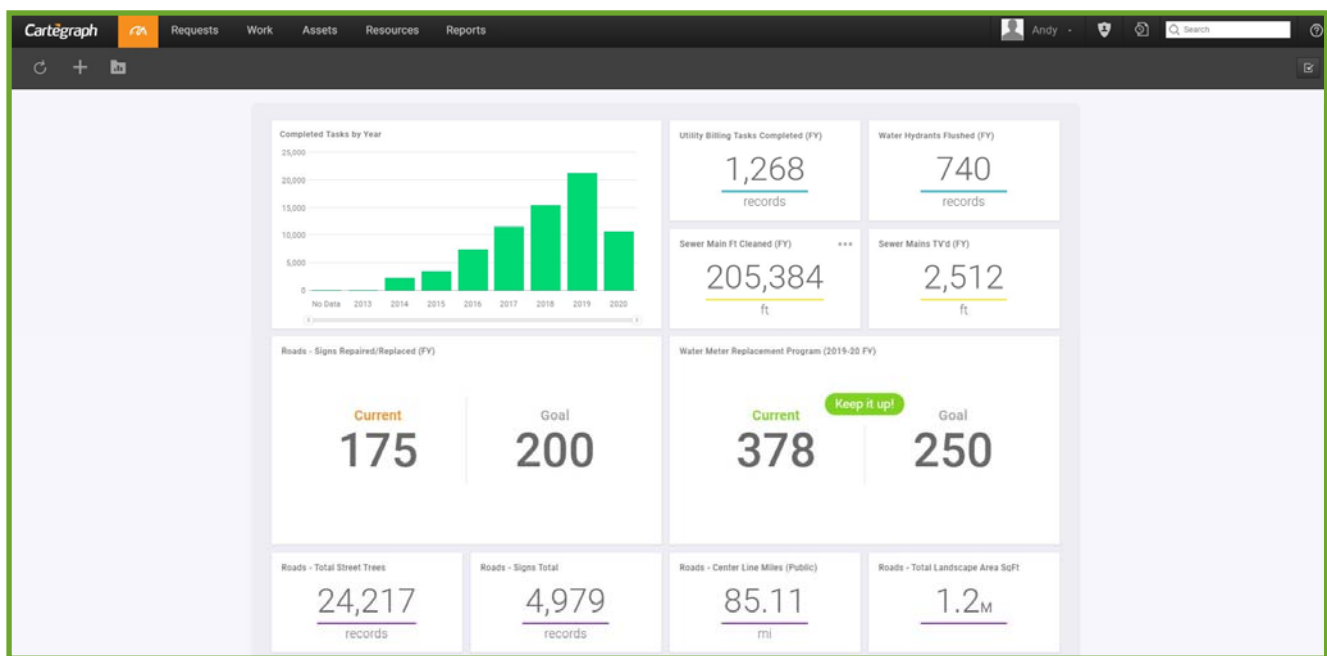 Cartēgraph Requests Work Assets Resources Reports Andy Search
Completed Tasks by Year
25,000
20,000
15,000
10,000
5,000
0
No Data 2013 2014 2015 2016 2017 2018 2019 2020
Utility Billing Tasks Completed (FY)
1,268
records
Water Hydrants Flushed (FY)
740
records
Sewer Main Ft Cleaned (FY)
205,384
ft
Sewer Mains TV'd (FY)
2,512
ft
Roads - Signs Repaired/Replaced (FY)
Current Goal
175 200
Water Meter Replacement Program (2019-20 FY)
Keep it up!
Current Goal
378 250
Roads - Total Street Trees
24,217
records
Roads - Signs Total
4,979
records
Roads - Center Line Miles (Public)
85.11
mi
Roads - Total Landscape Area SqFt
1.2M